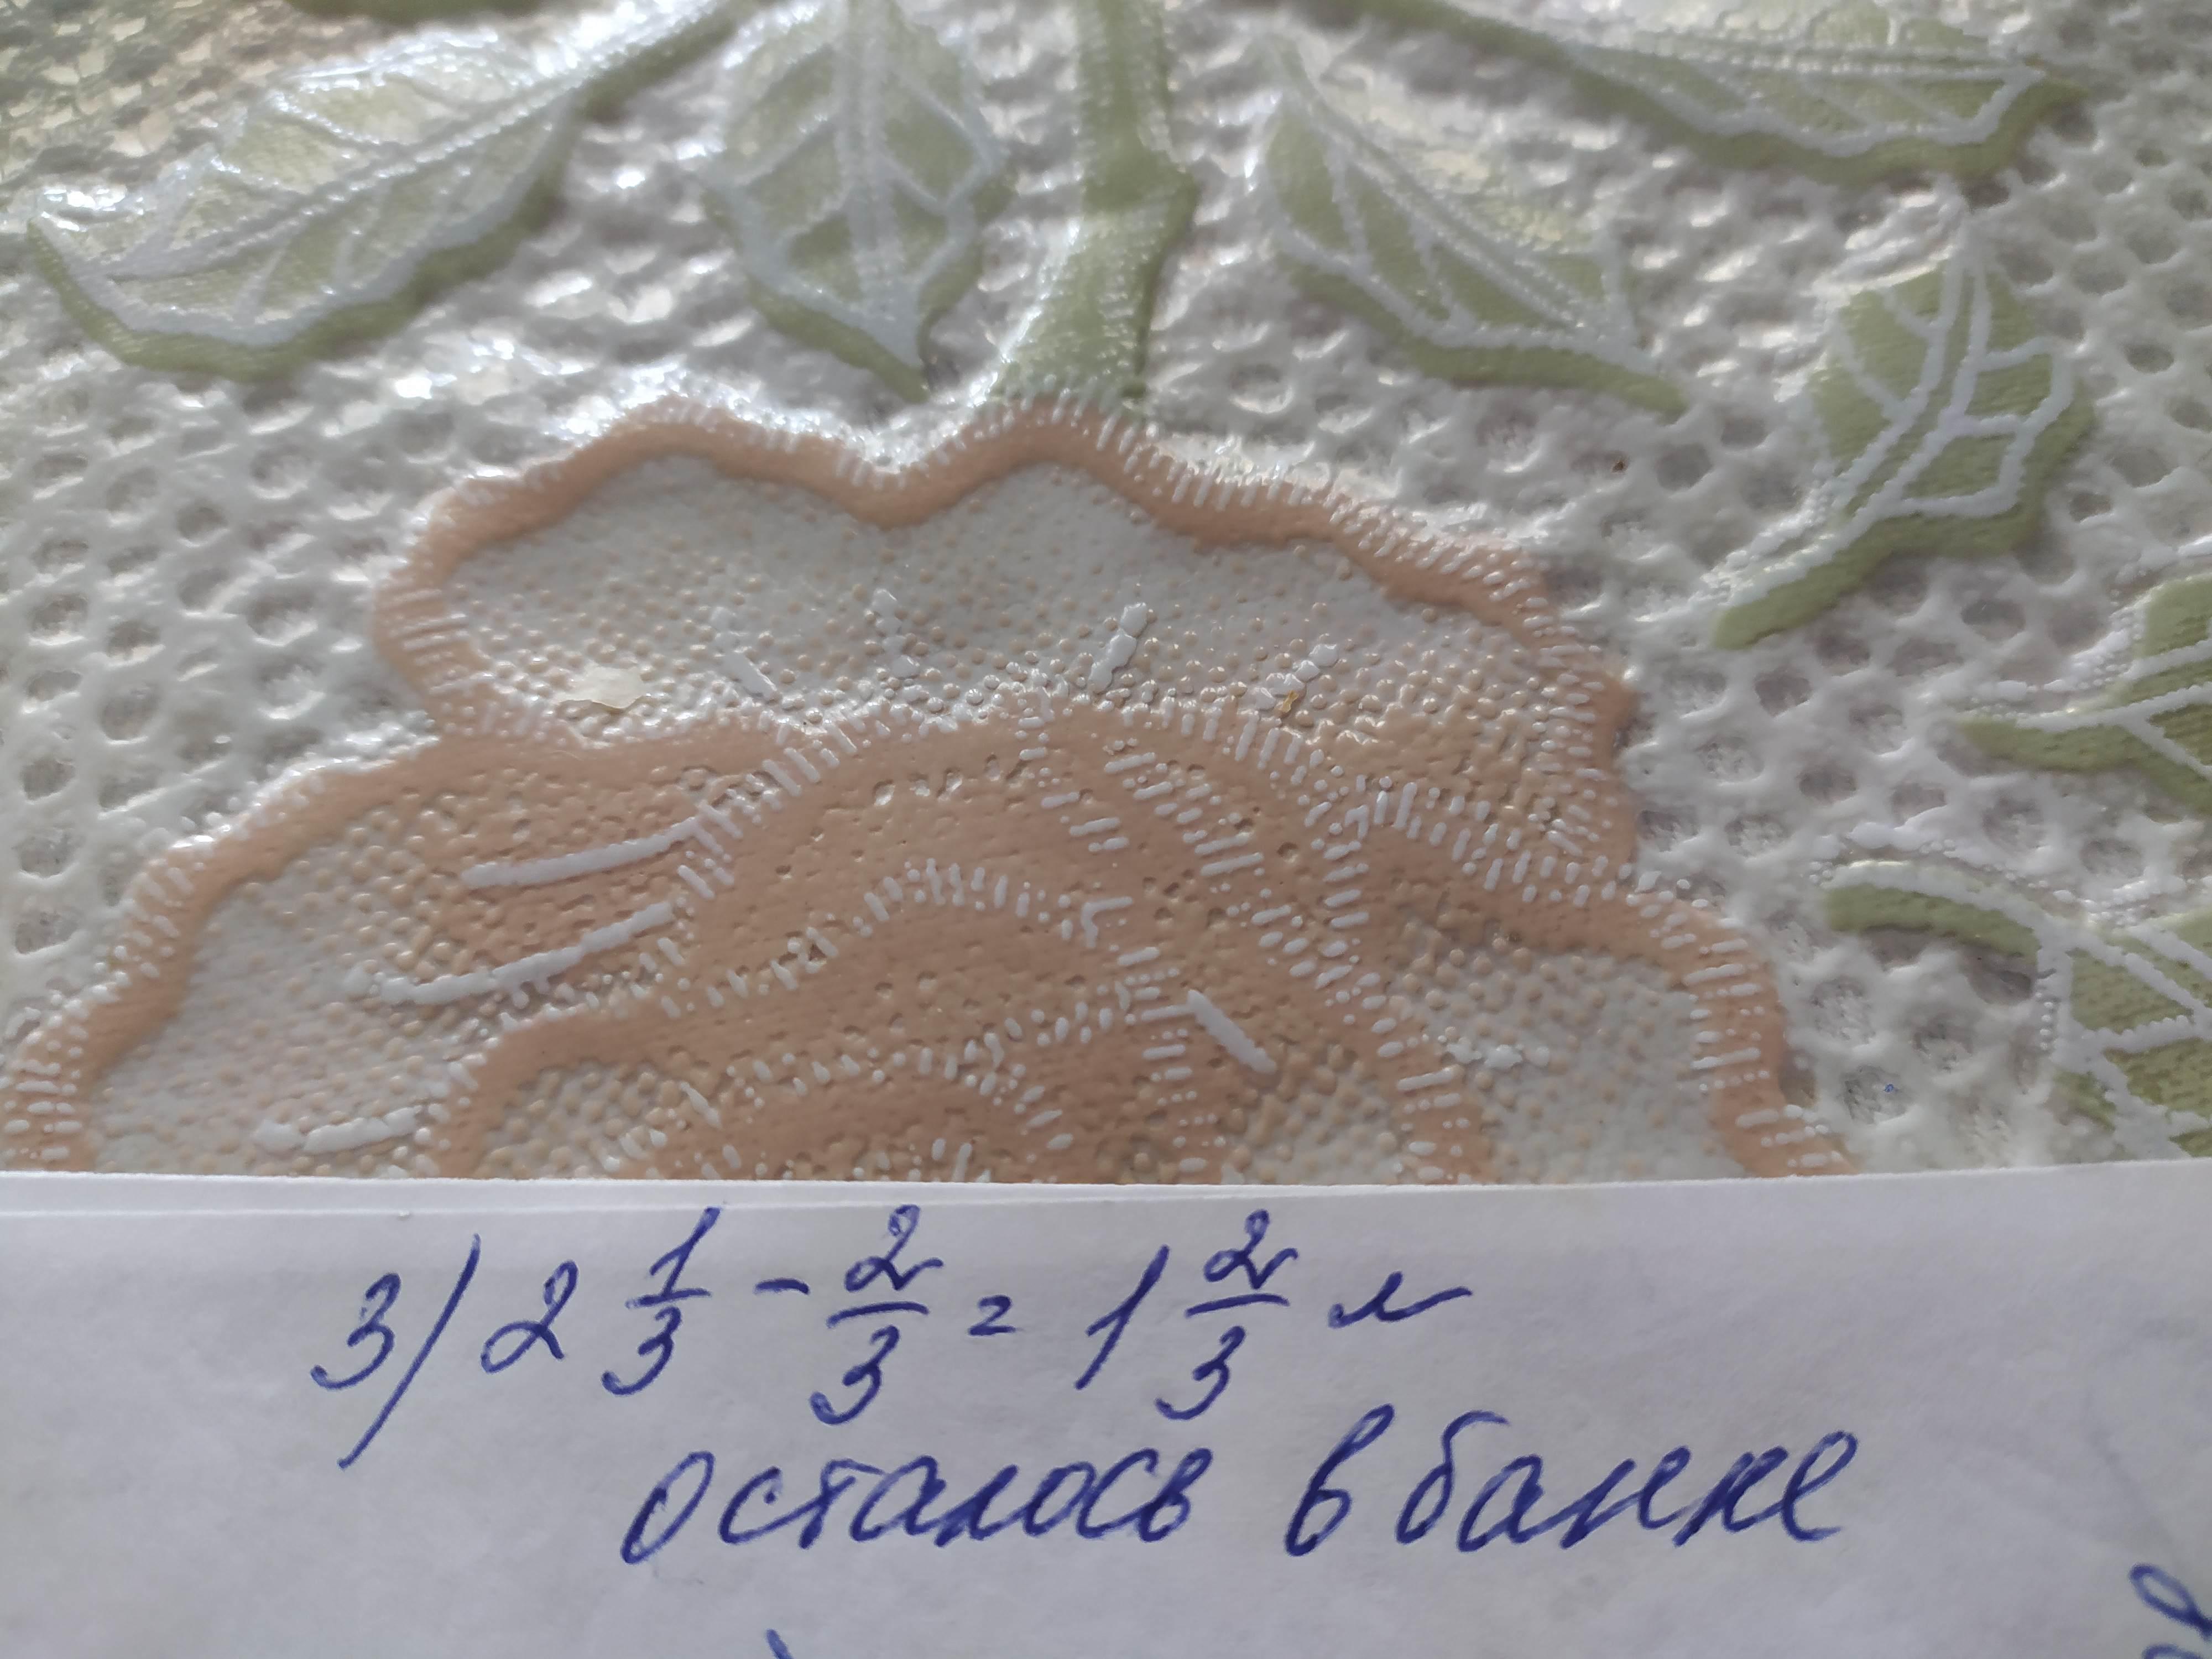 3) 2 1/3 - 2/3 = 1 2/3 л
осталось в банке